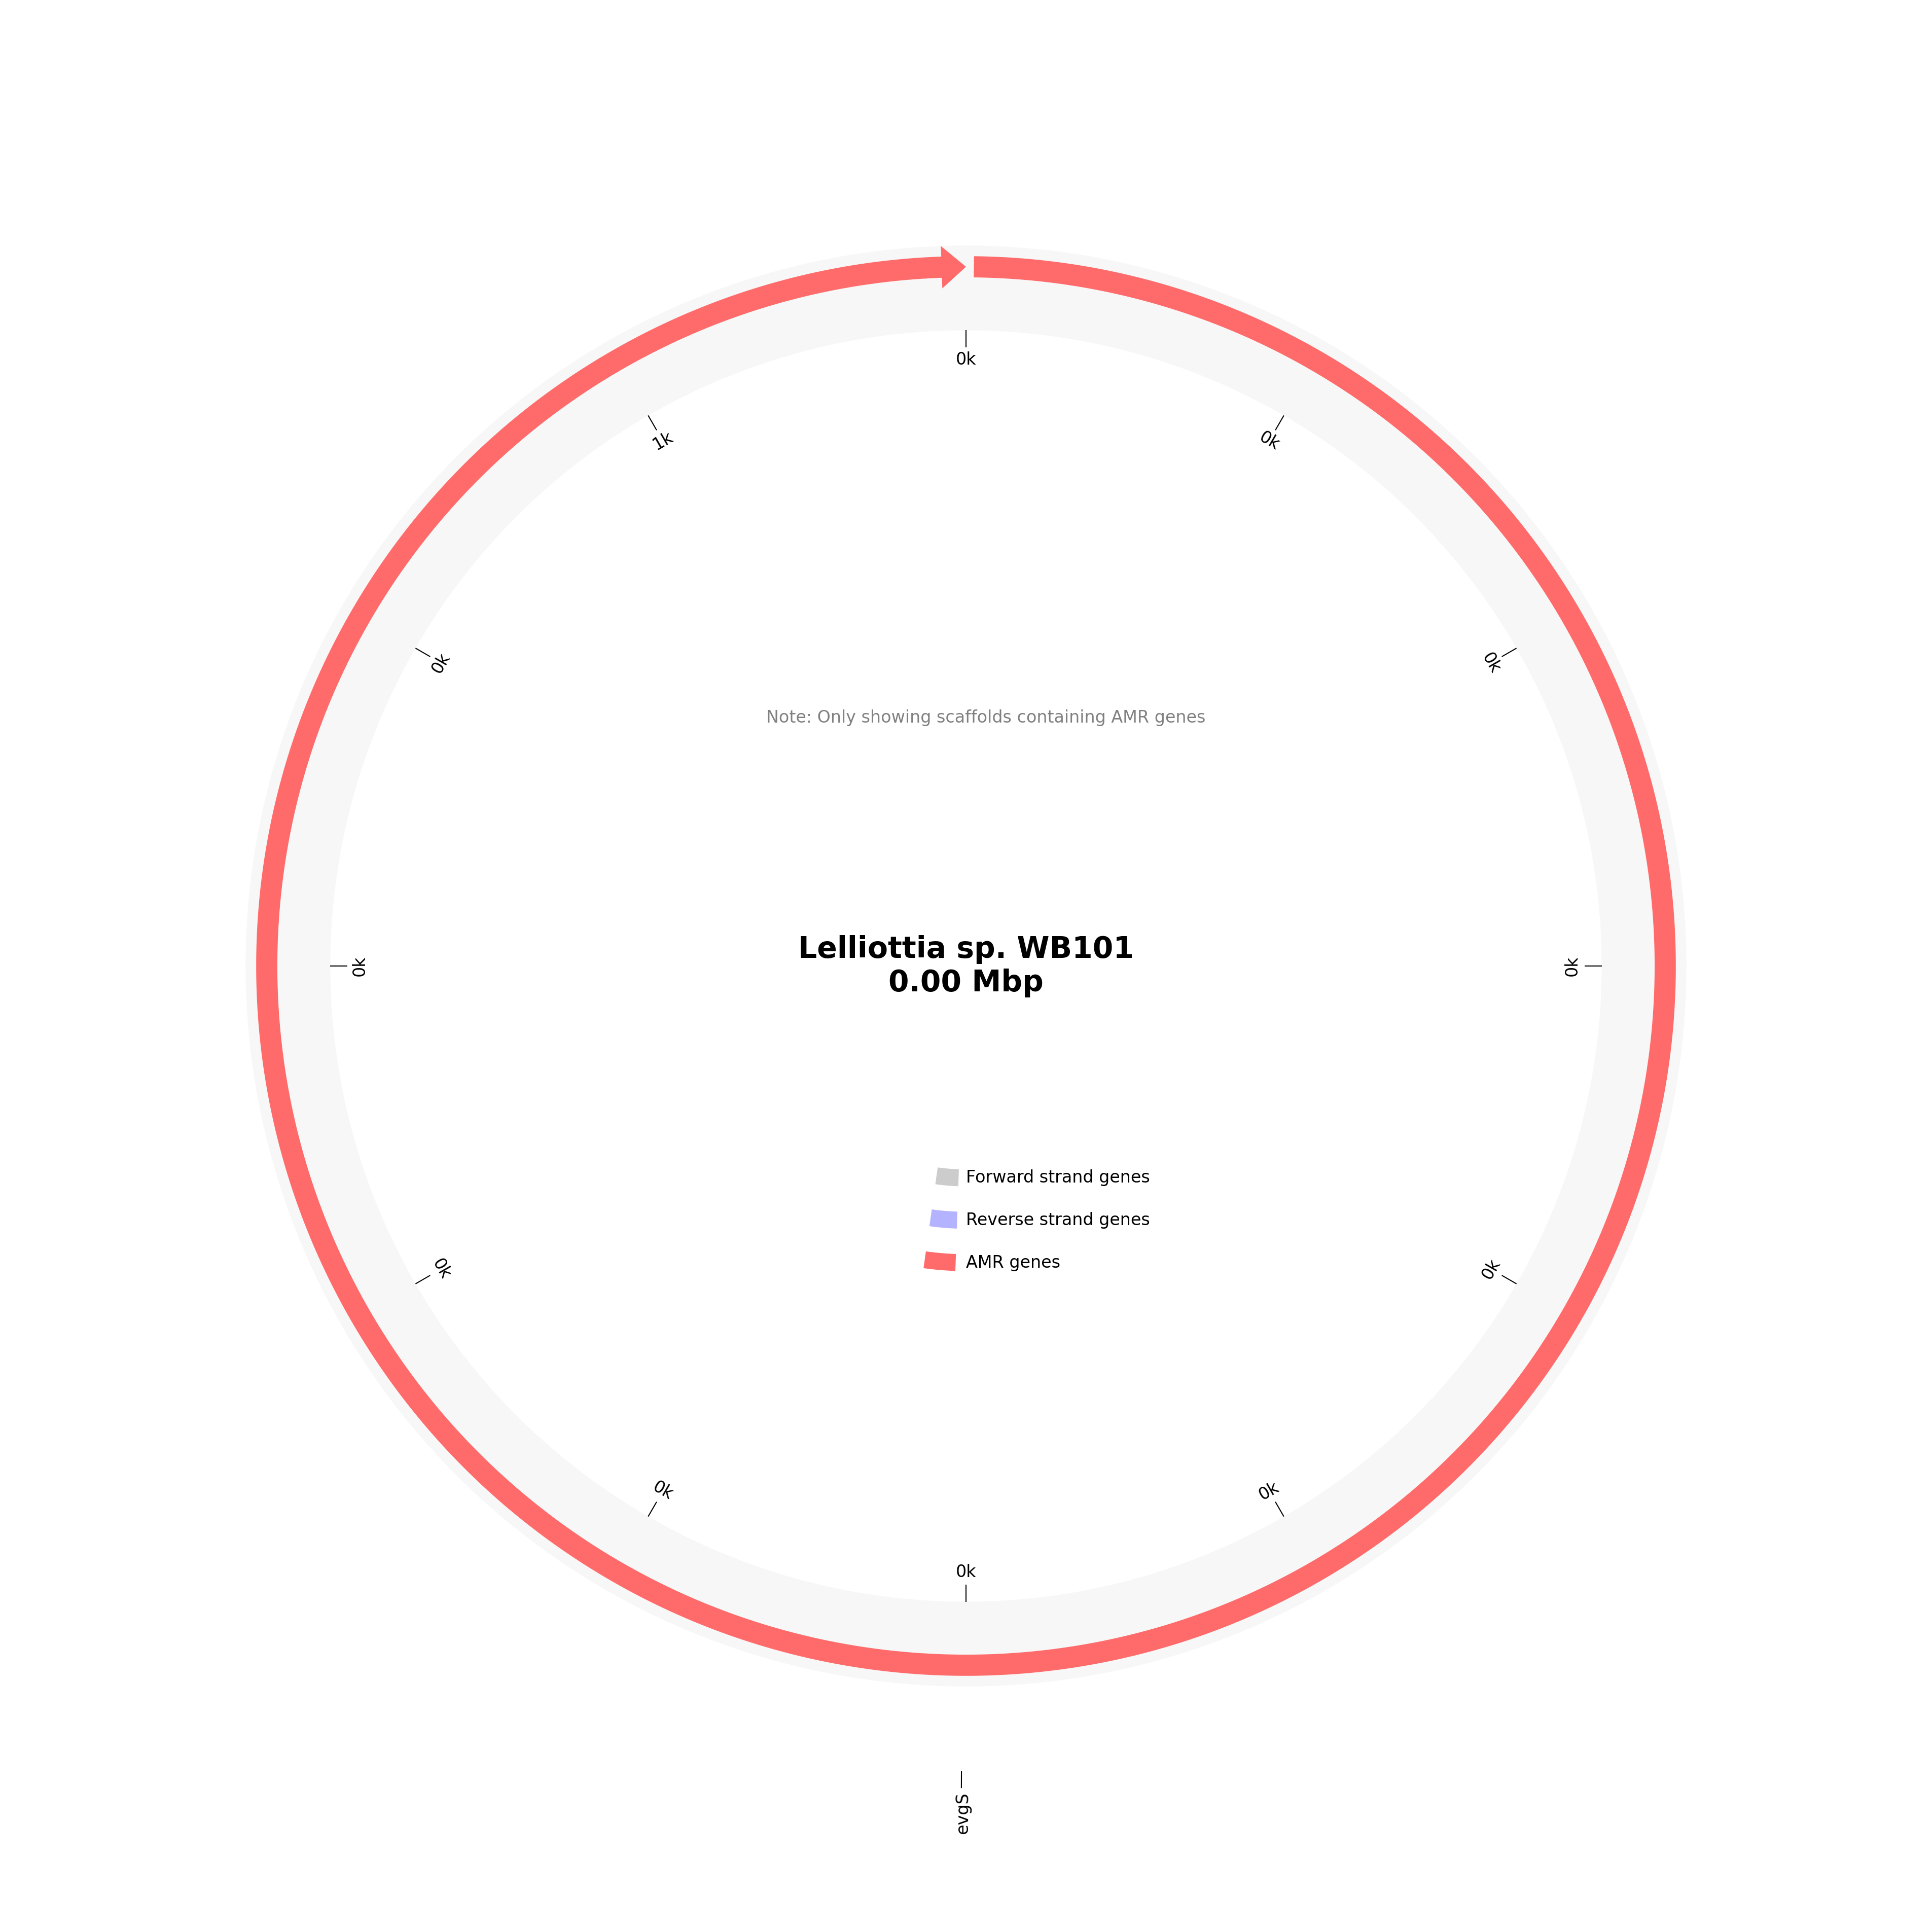 0k
1k
0k
0k
0k
Note: Only showing scaffolds containing AMR genes
0k
0k
Lelliottia sp. WB101
0.00 Mbp
Forward strand genes
Reverse strand genes
AMR genes
0k
0k
0k
0k
0k
evgS